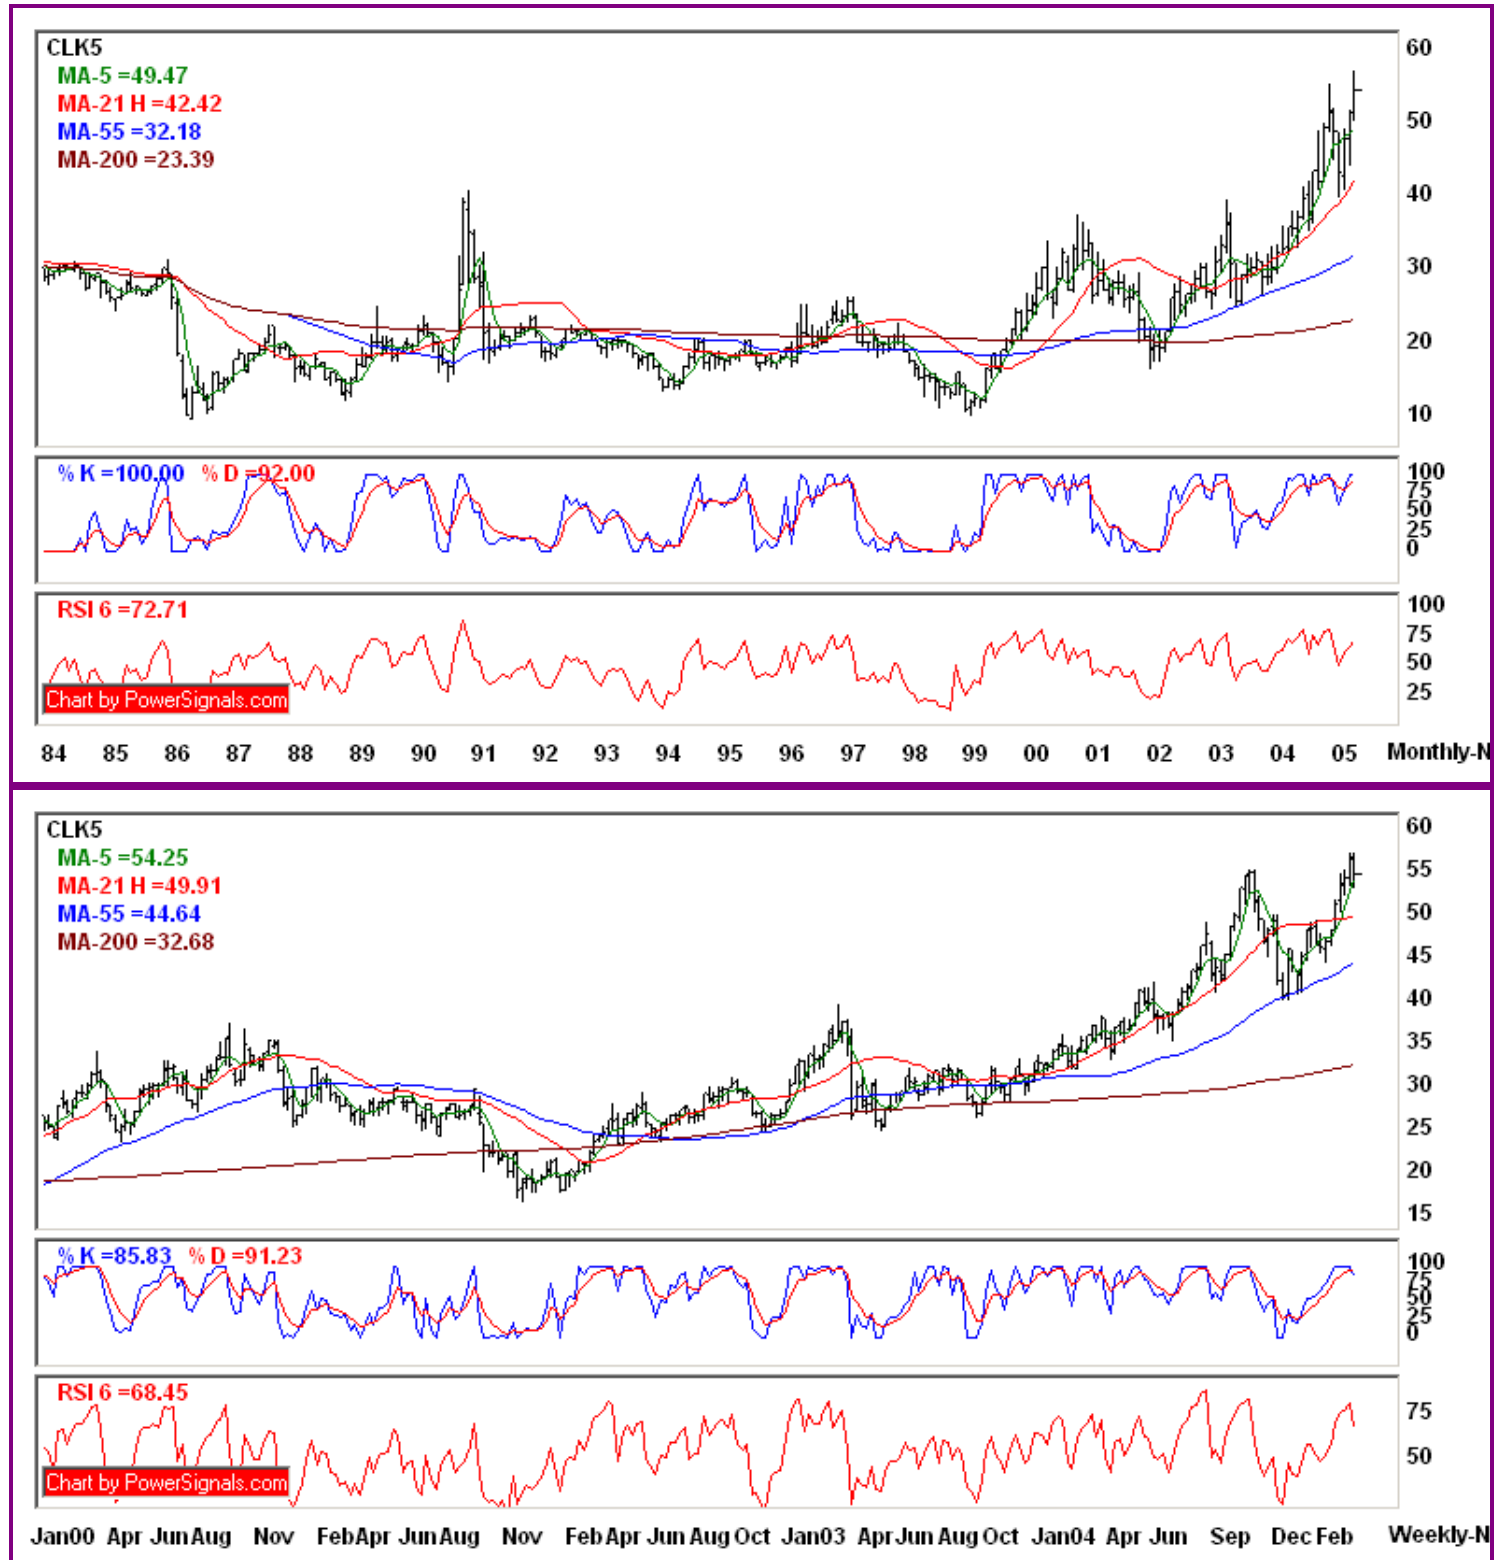 CLK5
MA-5 =49.47
MA-21 H =42.42
MA-55 =32.18
MA-200 =23.39
60
50
40
30
20
10
% K =100.00 % D =92.00
100
75
50
25
0
RSI 6 =72.71
100
75
50
25
Chart by PowerSignals.com
84 85 86 87 88 89 90 91 92 93 94 95 96 97 98 99 00 01 02 03 04 05 Monthly-N
CLK5
MA-5 =54.25
MA-21 H =49.91
MA-55 =44.64
MA-200 =32.68
60
55
50
45
40
35
30
25
20
15
% K =85.83 % D =91.23
100
75
50
25
0
RSI 6 =68.45
75
50
Chart by PowerSignals.com
Jan00 Apr Jun Aug Nov Feb Apr Jun Aug Nov Feb Apr Jun Aug Oct Jan03 Apr Jun Aug Oct Jan04 Apr Jun Sep Dec Feb Weekly-N